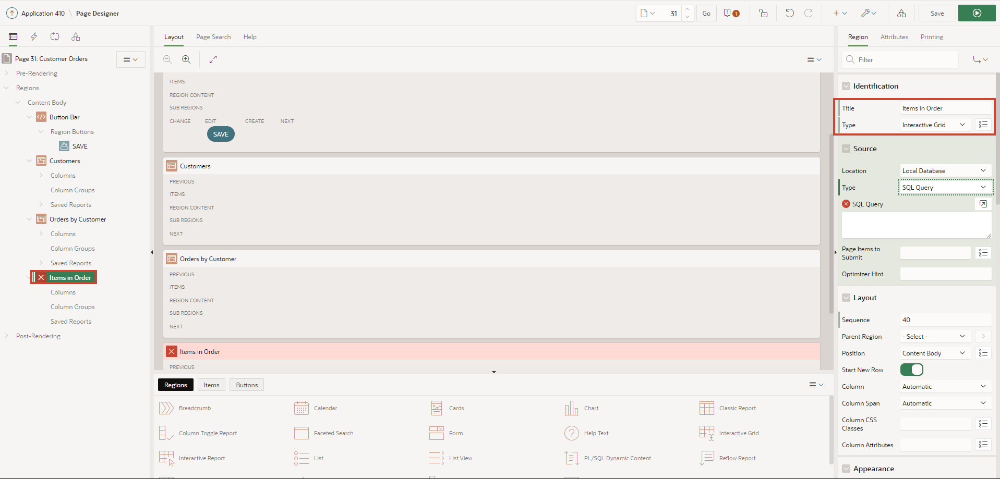 Application 410 \ Page Designer
31
Go
1
Save
Page 31: Customer Orders
Pre-Rendering
Regions
Content Body
Button Bar
Region Buttons
SAVE
Customers
Columns
Column Groups
Saved Reports
Orders by Customer
Columns
Column Groups
Saved Reports
Items in Order
Columns
Column Groups
Saved Reports
Post-Rendering
Layout Page Search Help
ITEMS
REGION CONTENT
SUB REGIONS
CHANGE EDIT CREATE NEXT
SAVE
Customers
PREVIOUS
ITEMS
REGION CONTENT
SUB REGIONS
NEXT
Orders by Customer
PREVIOUS
ITEMS
REGION CONTENT
SUB REGIONS
NEXT
Items in Order
PREVIOUS
Regions Items Buttons
Breadcrumb Calendar Cards Chart Classic Report
Column Toggle Report Faceted Search Form Help Text Interactive Grid
Interactive Report List List View PL/SQL Dynamic Content Reflow Report
Region Attributes Printing
Filter
Identification
Title Items in Order
Type Interactive Grid
Source
Location Local Database
Type SQL Query
SQL Query
Page Items to
Submit
Optimizer Hint
Layout
Sequence 40
Parent Region - Select -
Position Content Body
Start New Row
Column Automatic
Column Span Automatic
Column CSS
Classes
Column Attributes
Appearance